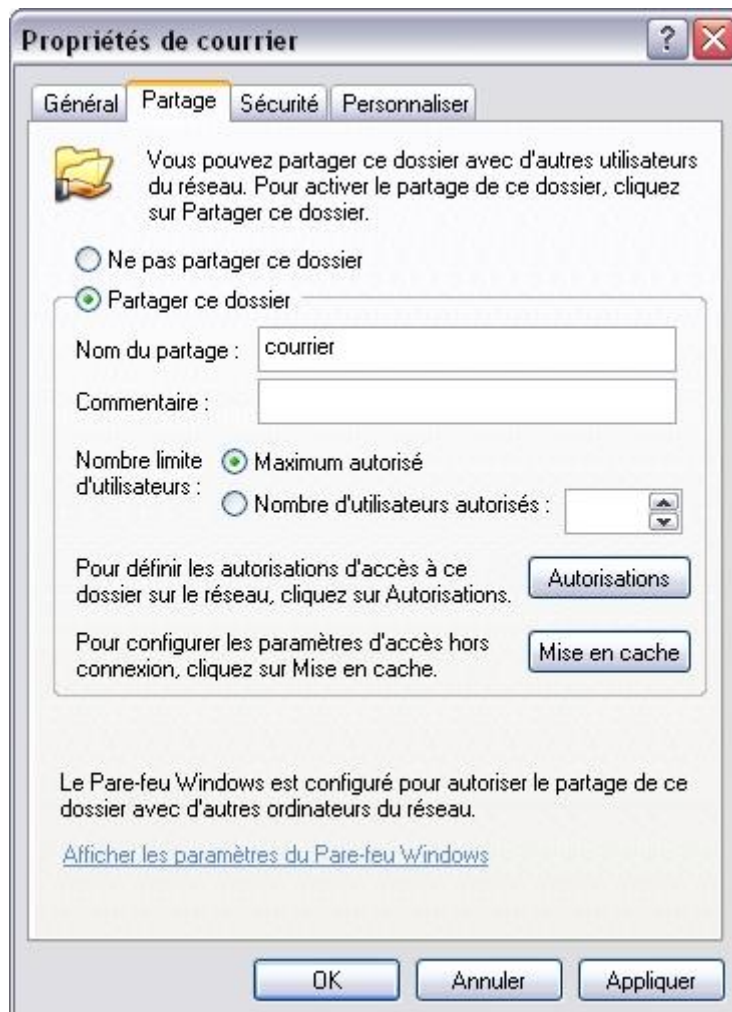 Propriétés de courrier
Général Partage Sécurité Personnaliser
Vous pouvez partager ce dossier avec d'autres utilisateurs
du réseau. Pour activer le partage de ce dossier, cliquez
sur Partager ce dossier.
Ne pas partager ce dossier
Partager ce dossier
Nom du partage : courrier
Commentaire :
Nombre limite
d'utilisateurs :
Maximum autorisé
Nombre d'utilisateurs autorisés :
Pour définir les autorisations d'accès à ce
dossier sur le réseau, cliquez sur Autorisations.
Autorisations
Pour configurer les paramètres d'accès hors
connexion, cliquez sur Mise en cache.
Mise en cache
Le Pare-feu Windows est configuré pour autoriser le partage de ce
dossier avec d'autres ordinateurs du réseau.
Afficher les paramètres du Pare-feu Windows
OK Annuler Appliquer